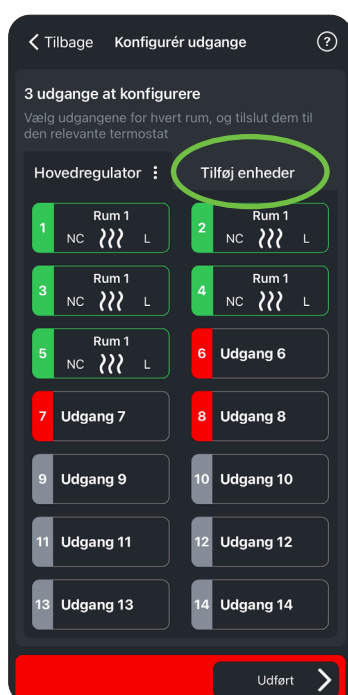 Tilbage Konfigurér udgange ?
3 udgange at konfigurere
Vælg udgangene for hvert rum, og tilslut dem til
den relevante termostat
Hovedregulator Tilføj enheder
1 Rum 1 NC L
2 Rum 1 NC L
3 Rum 1 NC L
4 Rum 1 NC L
5 Rum 1 NC L
6 Udgang 6
7 Udgang 7
8 Udgang 8
9 Udgang 9
10 Udgang 10
11 Udgang 11
12 Udgang 12
13 Udgang 13
14 Udgang 14
Udført